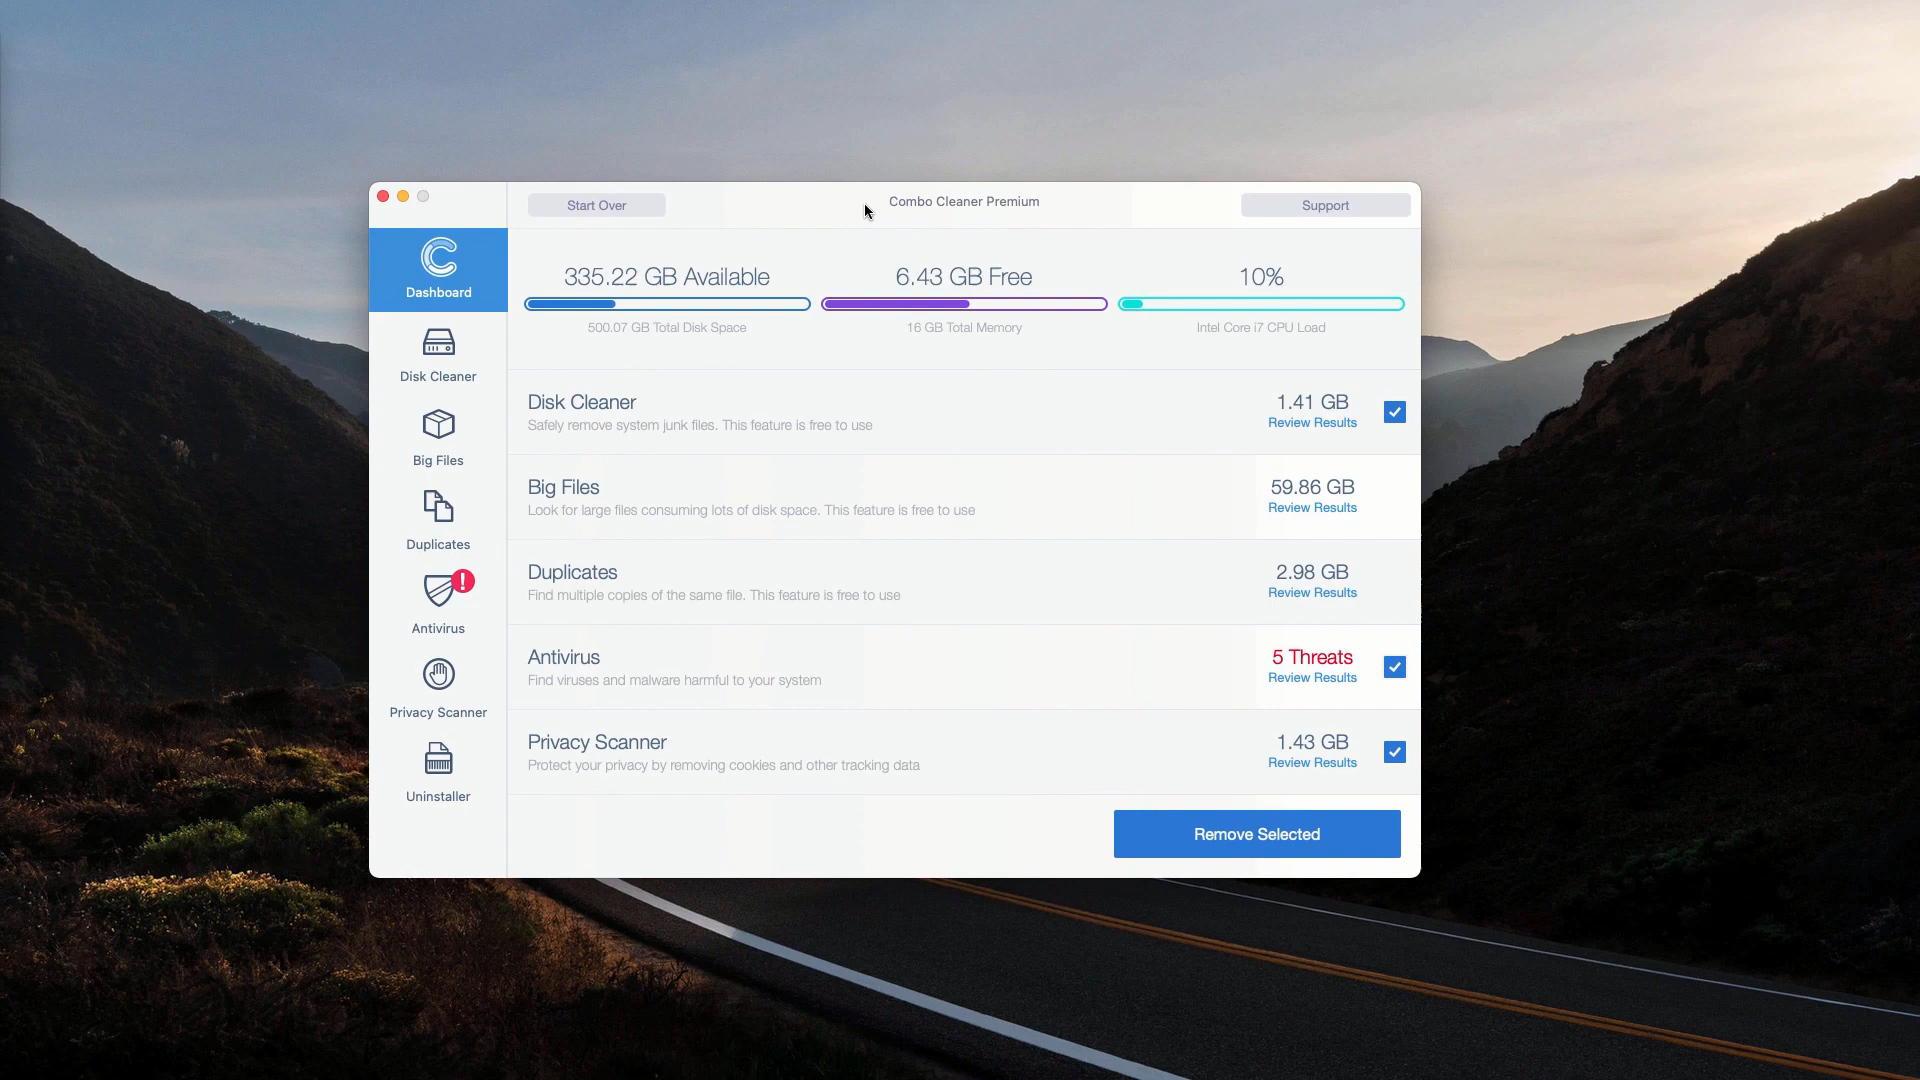 Start Over
Combo Cleaner Premium
Support
Dashboard
Disk Cleaner
Big Files
Duplicates
Antivirus
Privacy Scanner
Uninstaller
335.22 GB Available
500.07 GB Total Disk Space
6.43 GB Free
16 GB Total Memory
10%
Intel Core i7 CPU Load
Disk Cleaner
Safely remove system junk files. This feature is free to use
1.41 GB
Review Results
Big Files
Look for large files consuming lots of disk space. This feature is free to use
59.86 GB
Review Results
Duplicates
Find multiple copies of the same file. This feature is free to use
2.98 GB
Review Results
Antivirus
Find viruses and malware harmful to your system
5 Threats
Review Results
Privacy Scanner
Protect your privacy by removing cookies and other tracking data
1.43 GB
Review Results
Remove Selected